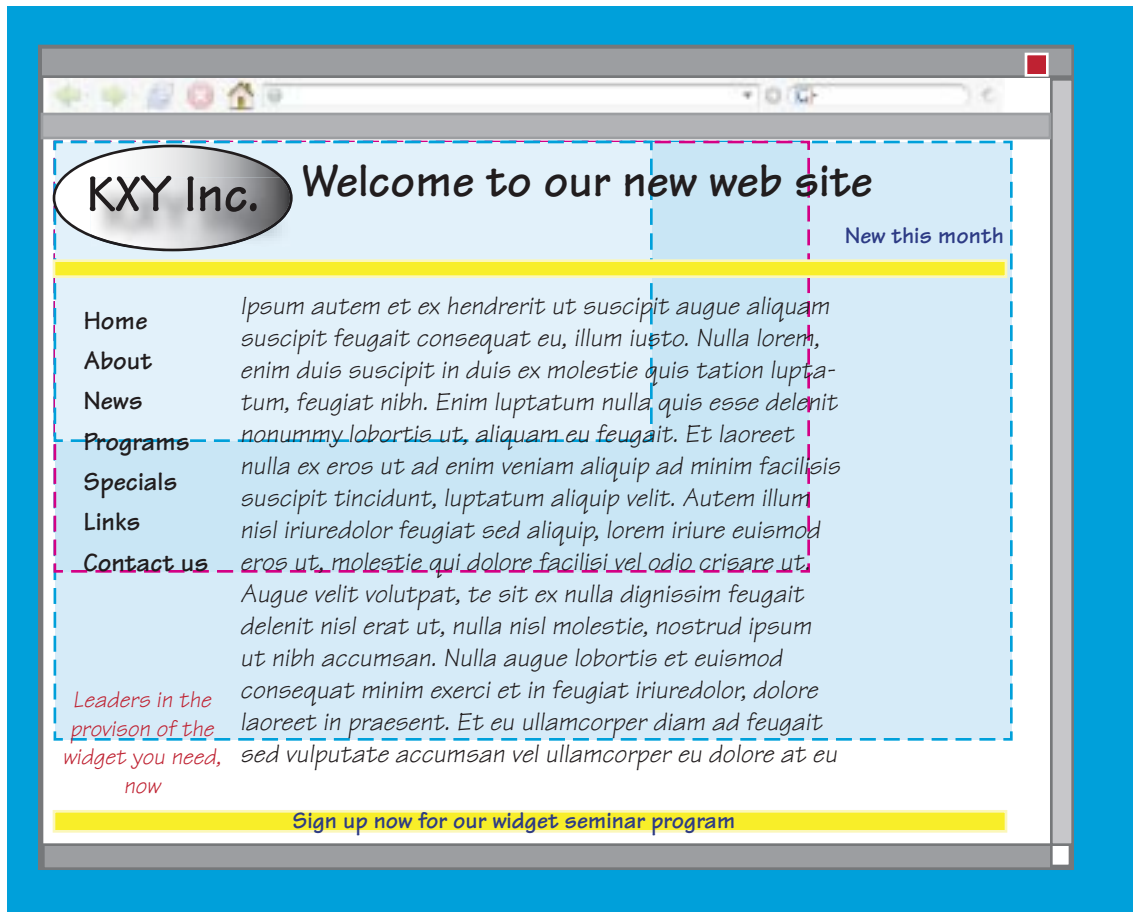 KXY Inc.
Welcome to our new web site
New this month
Home
About
News
Programs
Specials
Links
Contact us
Ipsum autem et ex hendrerit ut suscipit augue aliquam
suscipit feugait consequat eu, illum iusto. Nulla lorem,
enim duis suscipit in duis ex molestie quis tation lupta-
tum, feugiat nibh. Enim luptatum nulla quis esse delenit
nonummy lobortis ut, aliquam eu feugait. Et laoreet
nulla ex eros ut ad enim veniam aliquip ad minim facilisis
suscipit tincidunt, luptatum aliquip velit. Autem illum
nisl iriuredolor feugiat sed aliquip, lorem iriure euismod
eros ut, molestie qui dolore facilisi vel odio crisare ut.
Augue velit volutpat, te sit ex nulla dignissim feugait
delenit nisl erat ut, nulla nisl molestie, nostrud ipsum
ut nibh accumsan. Nulla augue lobortis et euismod
consequat minim exerci et in feugiat iriuredolor, dolore
laoreet in praesent. Et eu ullamcorper diam ad feugait
sed vulputate accumsan vel ullamcorper eu dolore at eu
Leaders in the
provison of the
widget you need,
now
Sign up now for our widget seminar program